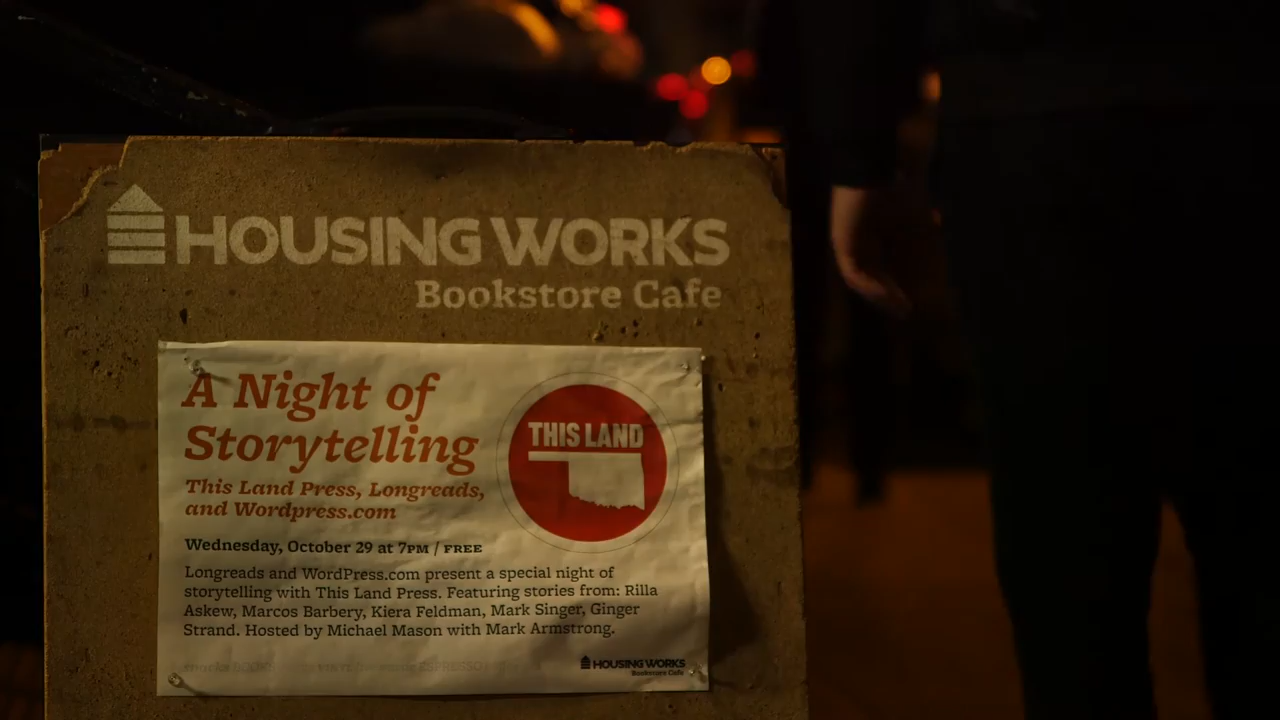 HOUSING WORKS
Bookstore Cafe
A Night of
Storytelling
THIS LAND
This Land Press, Longreads,
and Wordpress.com
Wednesday, October 29 at 7PM / FREE
Longreads and WordPress.com present a special night of
storytelling with This Land Press. Featuring stories from: Rilla
Askew, Marcos Barbery, Kiera Feldman, Mark Singer, Ginger
Strand. Hosted by Michael Mason with Mark Armstrong.
HOUSING WORKS
Bookstore Cafe